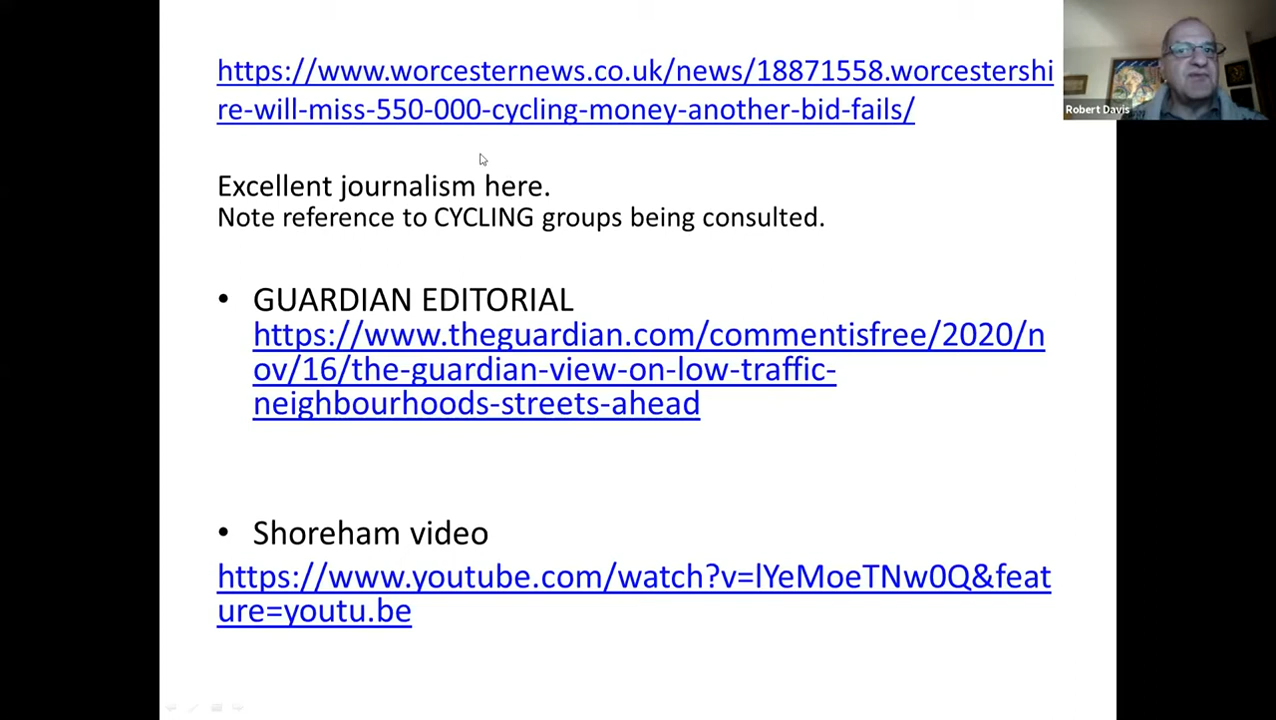 https://www.worcesternews.co.uk/news/18871558.worcestershi
re-will-miss-550-000-cycling-money-another-bid-fails/
Robert Davis
Excellent journalism here.
Note reference to CYCLING groups being consulted.
• GUARDIAN EDITORIAL
https://www.theguardian.com/commentisfree/2020/n
ov/16/the-guardian-view-on-low-traffic-
neighbourhoods-streets-ahead
• Shoreham video
https://www.youtube.com/watch?v=lYeMoeTNw0Q&feat
ure=youtu.be